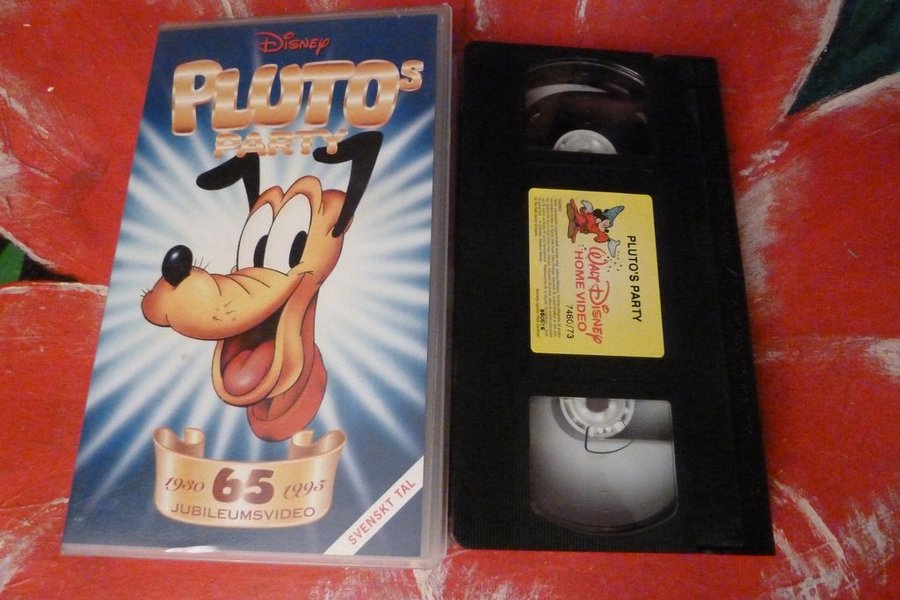 Disney
PLUTOS
PARTY
1930 65 1995
JUBILEUMSVIDEO
SVENSKT TAL
PLUTO'S PARTY
WALT DISNEY
HOME VIDEO
7460/73